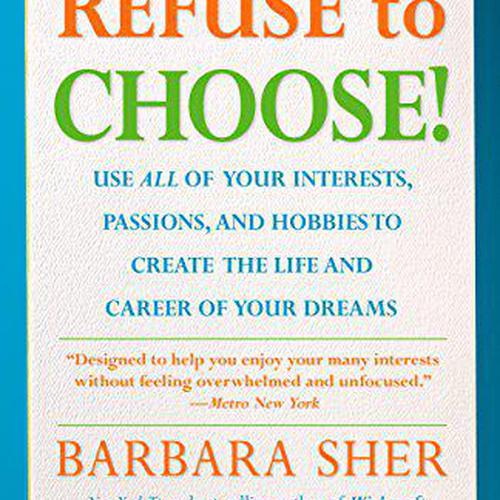 REFUSE to
CHOOSE!
USE ALL OF YOUR INTERESTS,
PASSIONS, AND HOBBIES TO
CREATE THE LIFE AND
CAREER OF YOUR DREAMS
“Designed to help you enjoy your many interests
without feeling overwhelmed and unfocused.”
—Metro New York
BARBARA SHER